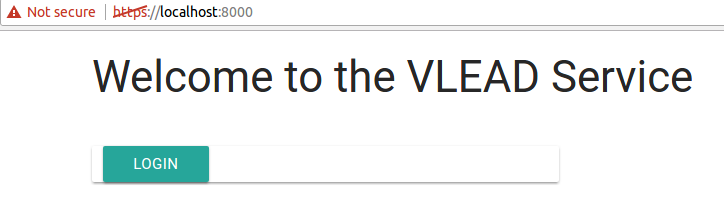 Not secure | https://localhost:8000
Welcome to the VLEAD Service
LOGIN